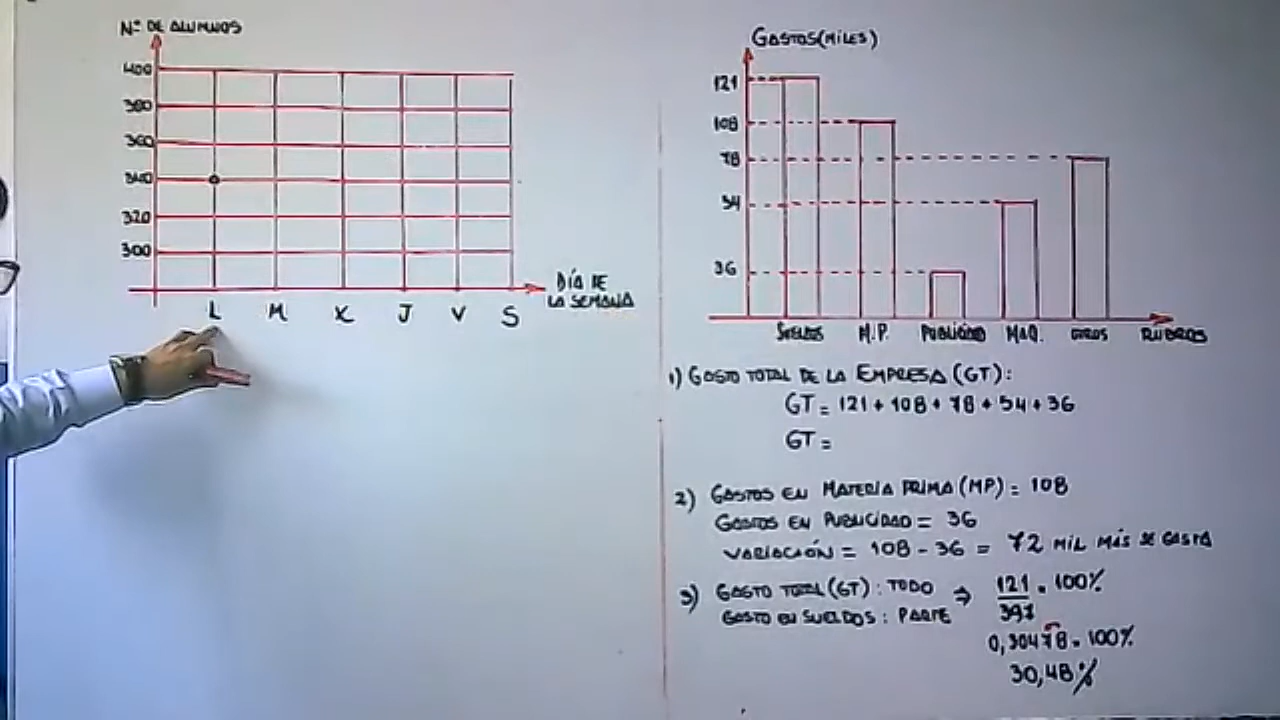 Nº DE ALUMNOS
400
380
360
340
320
300
DÍA DE
LA SEMANA
L M X J V S
GASTOS(MILES)
121
108
78
54
36
SUELDOS M.P. PUBLICIDAD MAQ. OTROS RUBROS
1) GASTO TOTAL DE LA EMPRESA (GT):
GT = 121 + 108 + 78 + 54 + 36
GT =
2) GASTOS EN MATERIA PRIMA (MP) = 108
GASTOS EN PUBLICIDAD = 36
VARIACIÓN = 108 - 36 = 72 MIL MÁS SE GASTA
3) GASTO TOTAL (GT) : TODO ⇒ 121/397 . 100%
GASTO EN SUELDOS : PARTE
0,30478 . 100%
30,48%